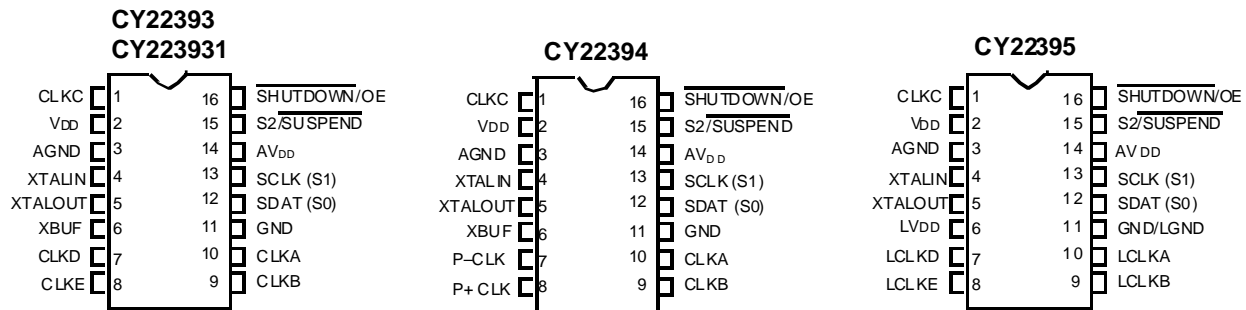 CY22393
CY223931
CLKC 1 16 SHUTDOWN/OE
VDD 2 15 S2/SUSPEND
AGND 3 14 AVDD
XTALIN 4 13 SCLK (S1)
XTALOUT 5 12 SDAT (S0)
XBUF 6 11 GND
CLKD 7 10 CLKA
CLKE 8 9 CLKB
CY22394
CLKC 1 16 SHUTDOWN/OE
VDD 2 15 S2/SUSPEND
AGND 3 14 AVDD
XTALIN 4 13 SCLK (S1)
XTALOUT 5 12 SDAT (S0)
XBUF 6 11 GND
P–CLK 7 10 CLKA
P+ CLK 8 9 CLKB
CY22395
CLKC 1 16 SHUTDOWN/OE
VDD 2 15 S2/SUSPEND
AGND 3 14 AVDD
XTALIN 4 13 SCLK (S1)
XTALOUT 5 12 SDAT (S0)
LVDD 6 11 GND/LGND
LCLKD 7 10 LCLKA
LCLKE 8 9 LCLKB